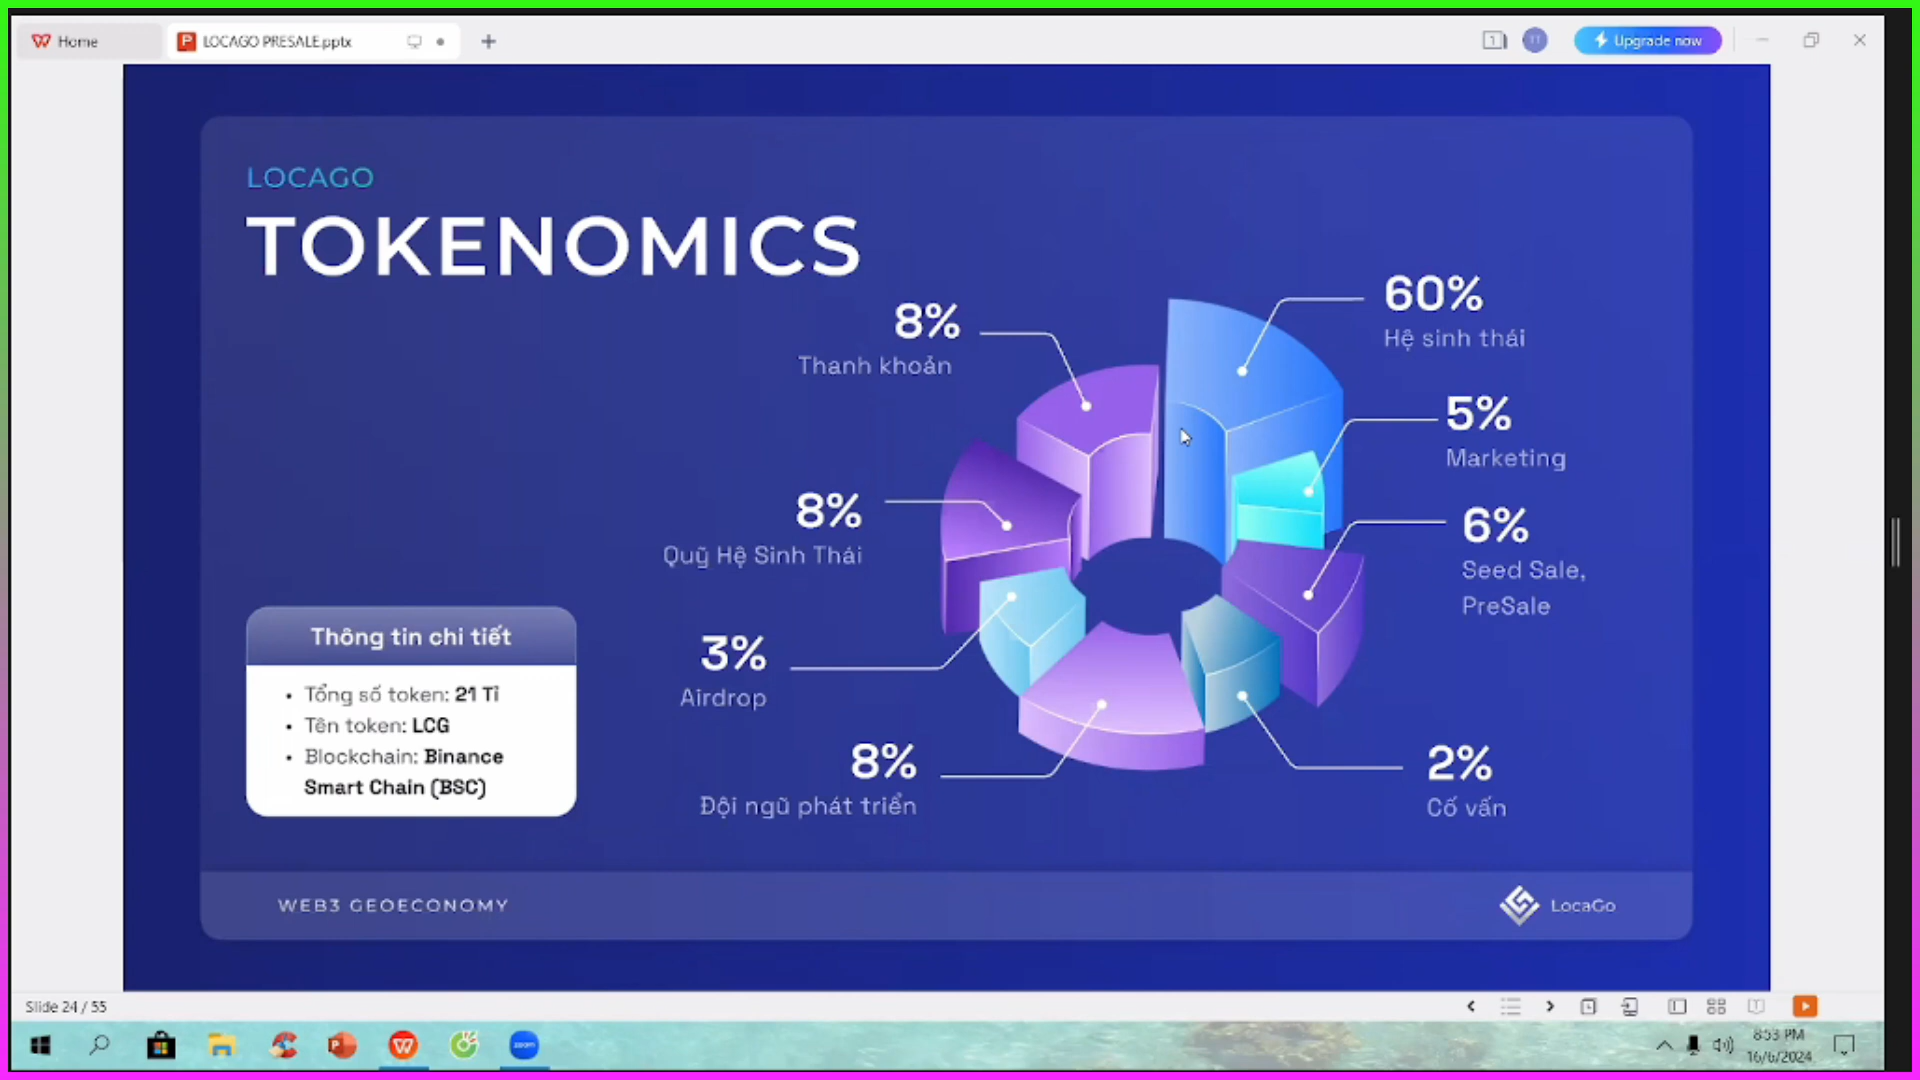 Home
LOCAGO PRESALE.pptx
1
Upgrade now
LOCAGO
TOKENOMICS
60%
Hệ sinh thái
8%
Thanh khoản
5%
Marketing
8%
Quỹ Hệ Sinh Thái
6%
Seed Sale,
PreSale
3%
Airdrop
8%
Đội ngũ phát triển
2%
Cố vấn
Thông tin chi tiết
• Tổng số token: 21 Tỉ
• Tên token: LCG
• Blockchain: Binance
Smart Chain (BSC)
WEB3 GEOECONOMY
LocaGo
Slide 24 / 55
zoom
8:53 PM
16/6/2024